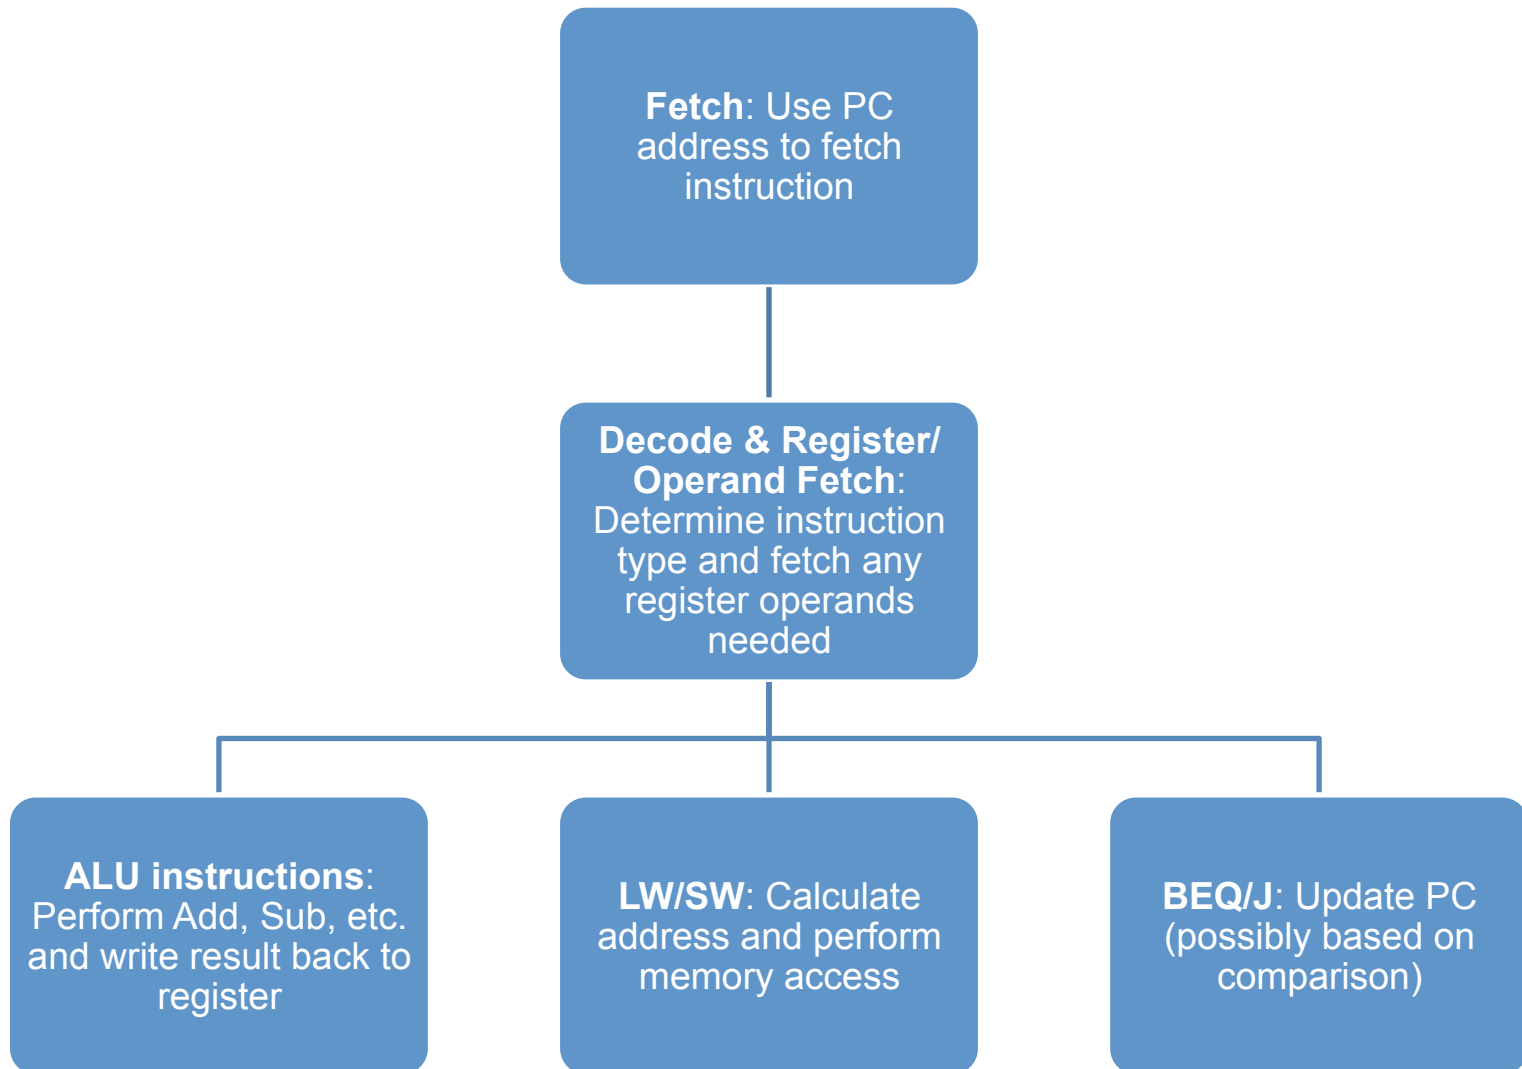 Fetch: Use PC
address to fetch
instruction
Decode & Register/
Operand Fetch:
Determine instruction
type and fetch any
register operands
needed
ALU instructions:
Perform Add, Sub, etc.
and write result back to
register
LW/SW: Calculate
address and perform
memory access
BEQ/J: Update PC
(possibly based on
comparison)